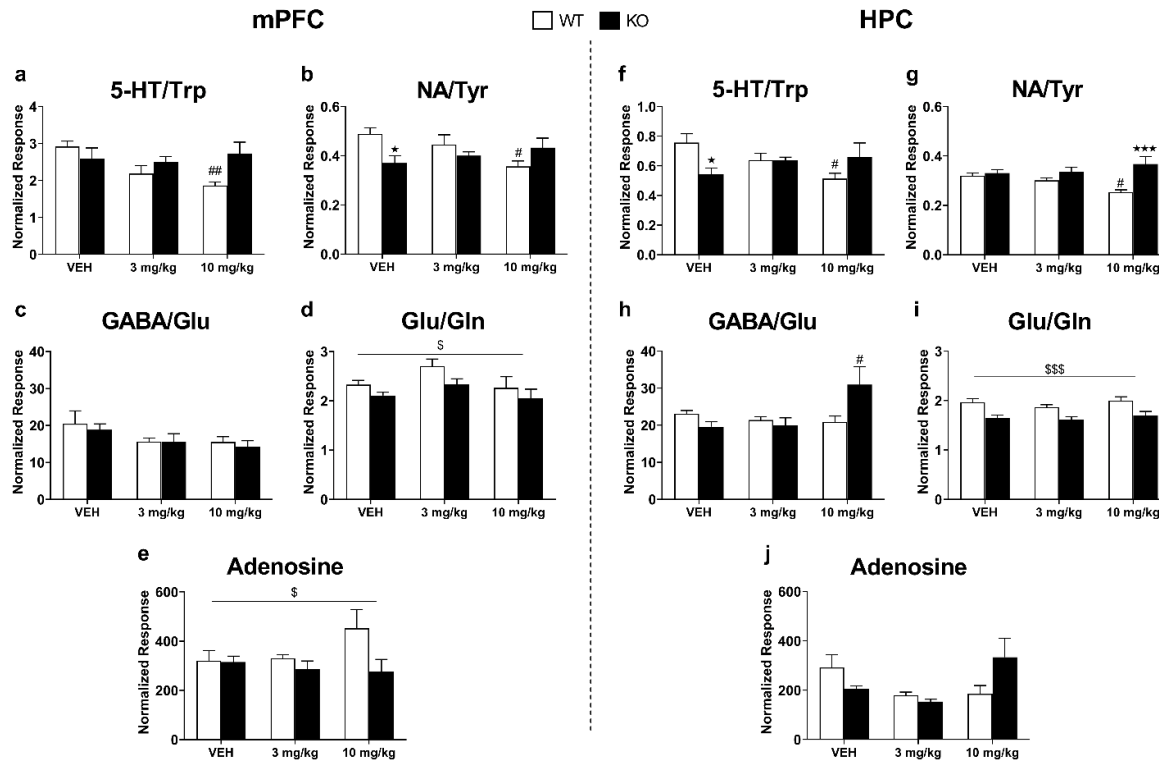 mPFC
WT KO
HPC
a
5-HT/Trp
Normalized Response
4
3
2
1
0
##
VEH 3 mg/kg 10 mg/kg
b
NA/Tyr
Normalized Response
0.6
0.4
0.2
0.0
★
#
VEH 3 mg/kg 10 mg/kg
f
5-HT/Trp
Normalized Response
1.0
0.8
0.6
0.4
0.2
0.0
★
#
VEH 3 mg/kg 10 mg/kg
g
NA/Tyr
Normalized Response
0.6
0.4
0.2
0.0
★★★
#
VEH 3 mg/kg 10 mg/kg
c
GABA/Glu
Normalized Response
40
30
20
10
0
VEH 3 mg/kg 10 mg/kg
d
Glu/Gln
Normalized Response
3
2
1
0
$
VEH 3 mg/kg 10 mg/kg
h
GABA/Glu
Normalized Response
40
30
20
10
0
#
VEH 3 mg/kg 10 mg/kg
i
Glu/Gln
Normalized Response
3
2
1
0
$$$
VEH 3 mg/kg 10 mg/kg
e
Adenosine
Normalized Response
600
400
200
0
$
VEH 3 mg/kg 10 mg/kg
j
Adenosine
Normalized Response
600
400
200
0
VEH 3 mg/kg 10 mg/kg